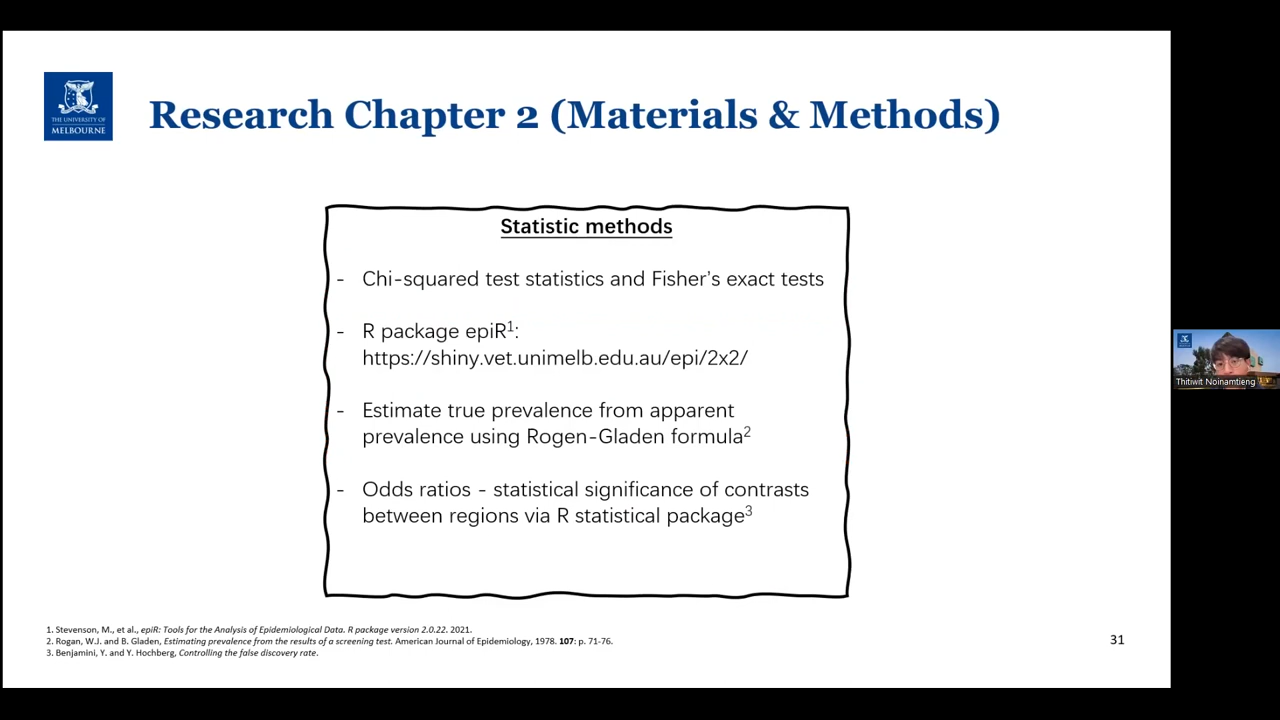 THE UNIVERSITY OF
MELBOURNE
Research Chapter 2 (Materials & Methods)
Statistic methods
- Chi-squared test statistics and Fisher's exact tests
- R package epiR1:
https://shiny.vet.unimelb.edu.au/epi/2x2/
- Estimate true prevalence from apparent
prevalence using Rogen-Gladen formula2
- Odds ratios - statistical significance of contrasts
between regions via R statistical package3
1. Stevenson, M., et al., epiR: Tools for the Analysis of Epidemiological Data. R package version 2.0.22. 2021.
2. Rogan, W.J. and B. Gladen, Estimating prevalence from the results of a screening test. American Journal of Epidemiology, 1978. 107: p. 71-76.
3. Benjamini, Y. and Y. Hochberg, Controlling the false discovery rate.
31
Thitiwit Noinamtieng